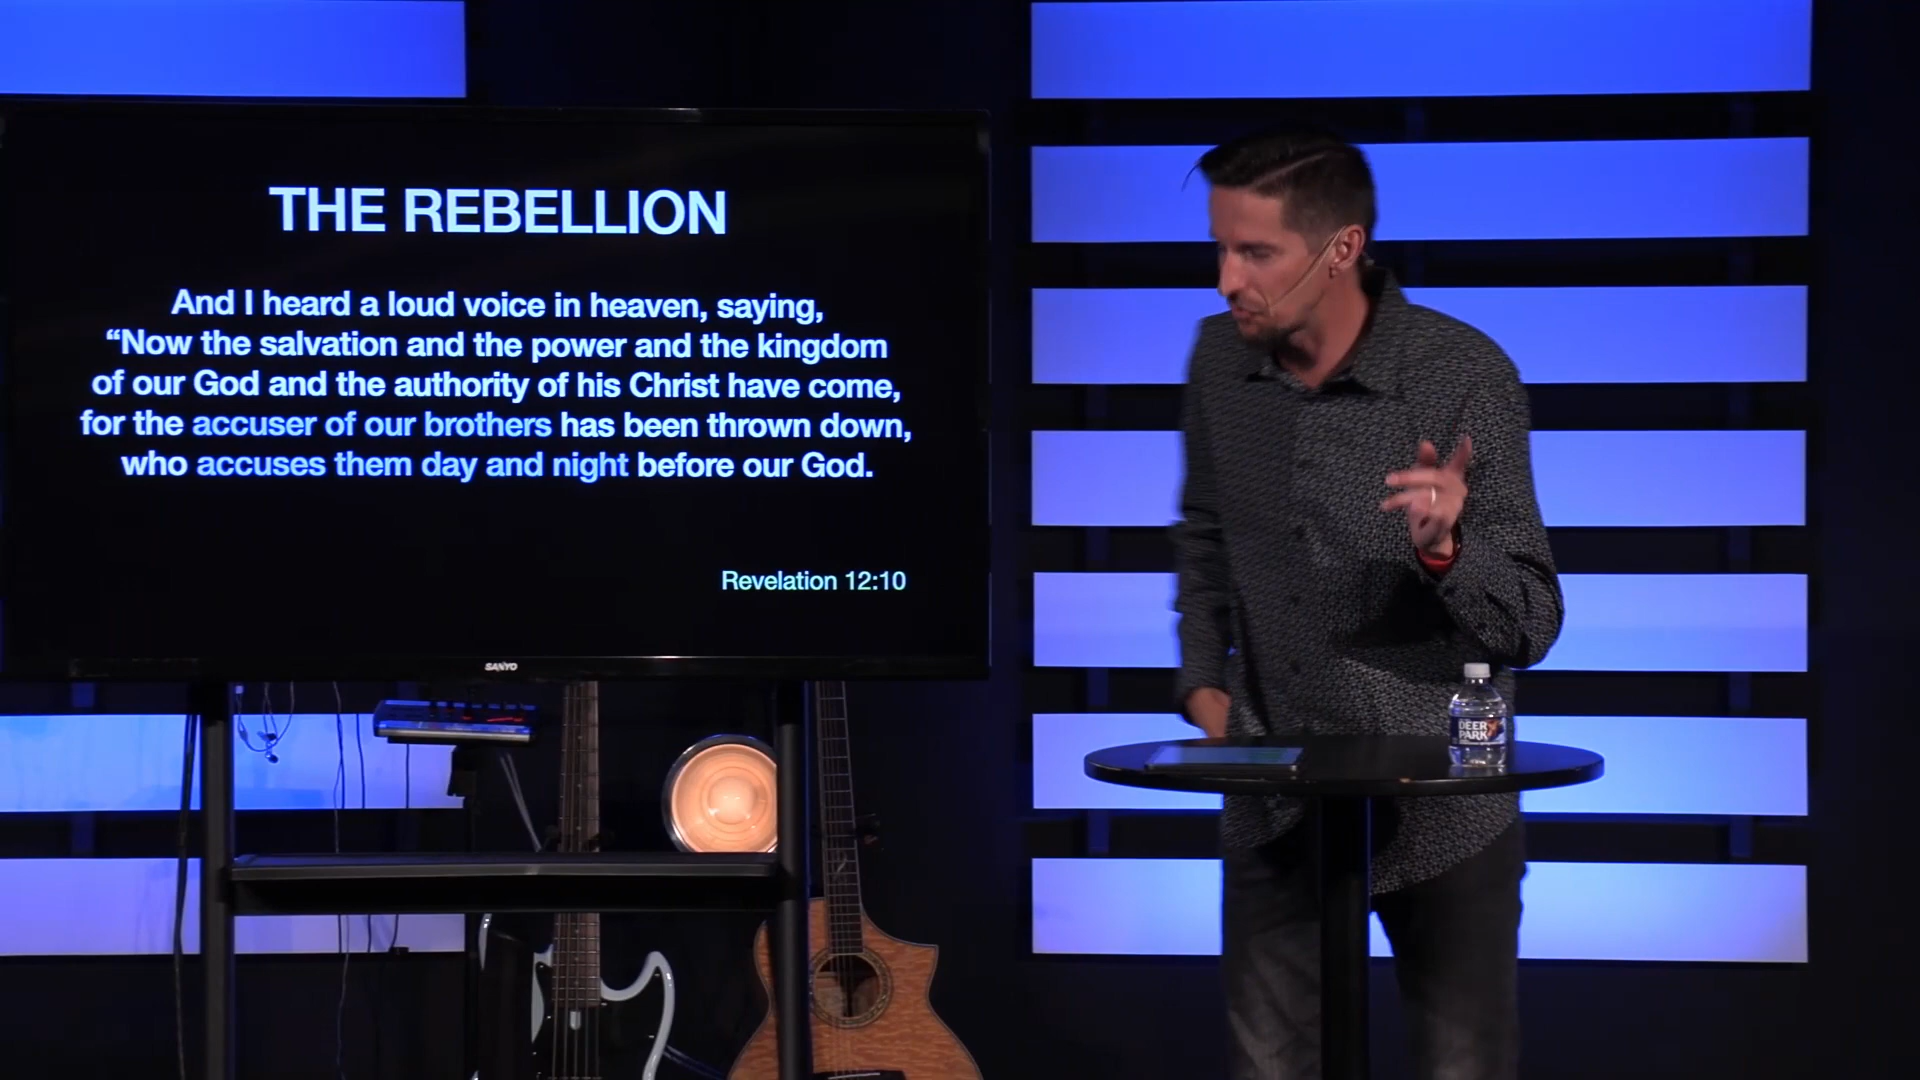 THE REBELLION
And I heard a loud voice in heaven, saying,
“Now the salvation and the power and the kingdom
of our God and the authority of his Christ have come,
for the accuser of our brothers has been thrown down,
who accuses them day and night before our God.
Revelation 12:10
SANYO
DEER
PARK